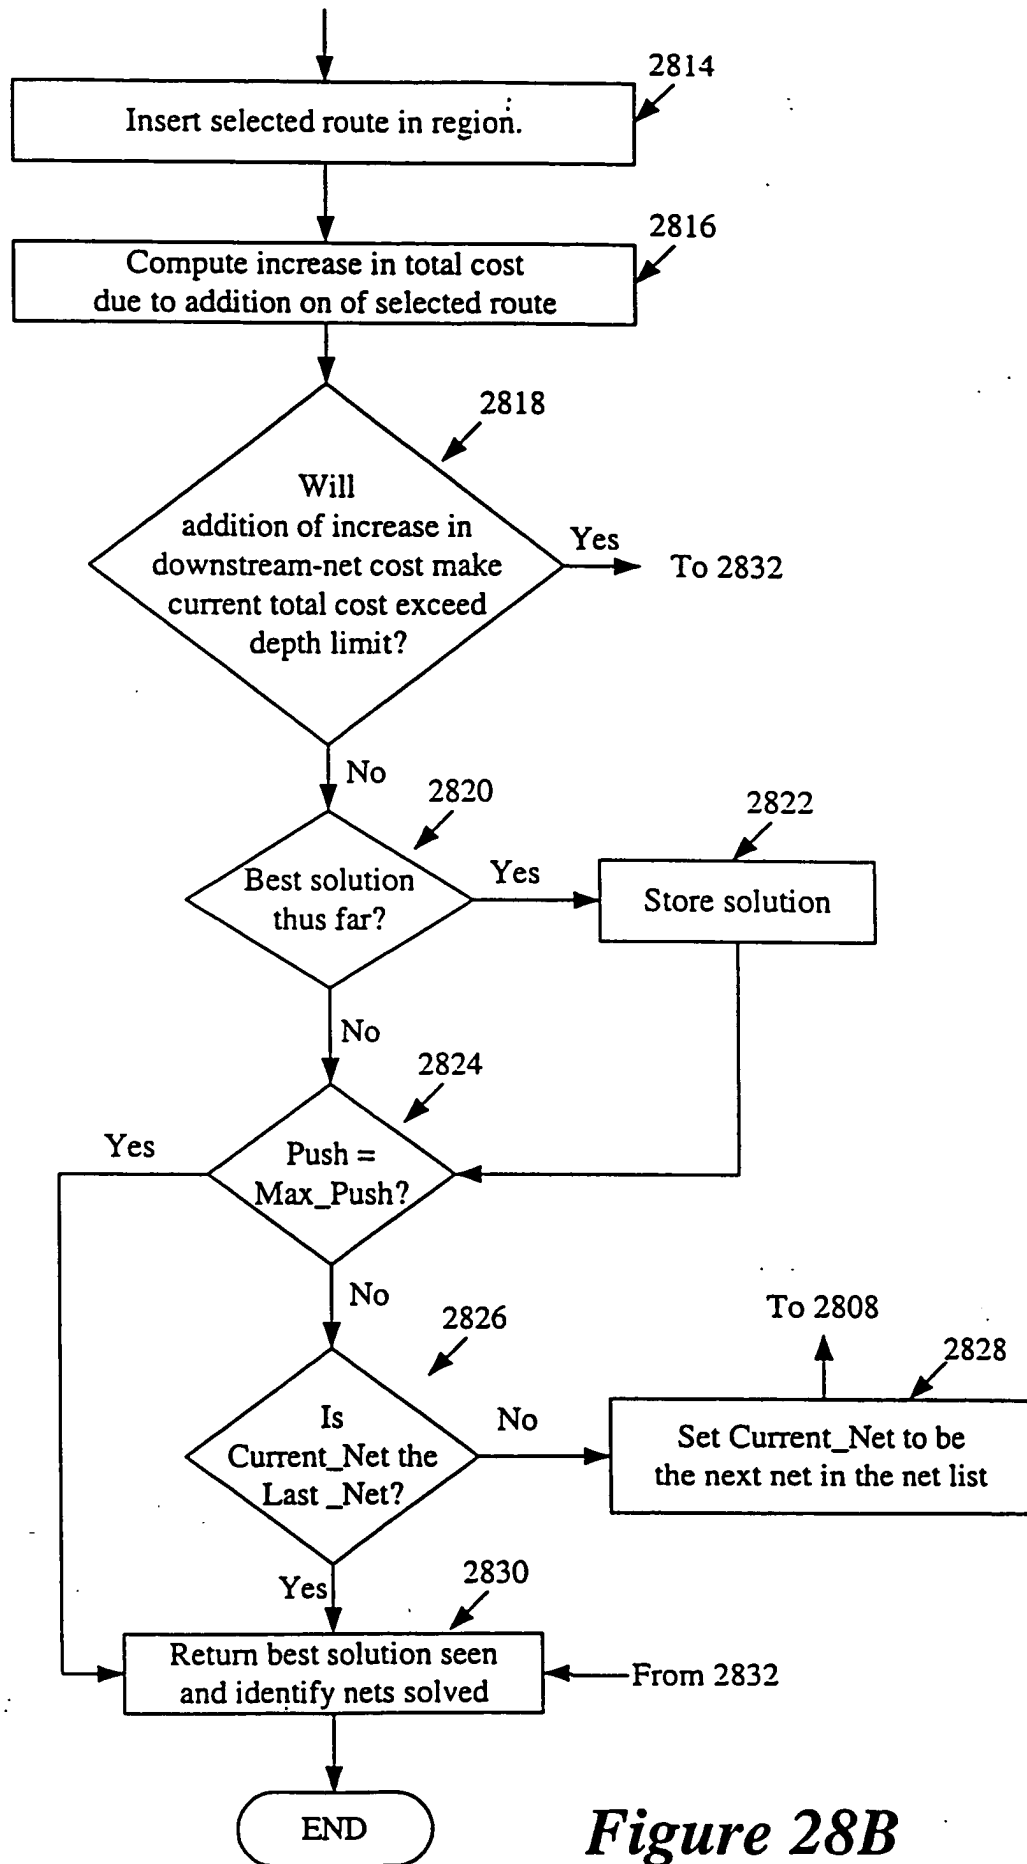 2814
Insert selected route in region.
2816
Compute increase in total cost
due to addition on of selected route
2818
Will
addition of increase in
downstream-net cost make
current total cost exceed
depth limit?
Yes
To 2832
No
2820
2822
Best solution
thus far?
Yes
Store solution
No
2824
Yes
Push =
Max_Push?
No
To 2808
2826
2828
Is
Current_Net the
Last _Net?
No
Set Current_Net to be
the next net in the net list
Yes
2830
Return best solution seen
and identify nets solved
From 2832
END
Figure 28B